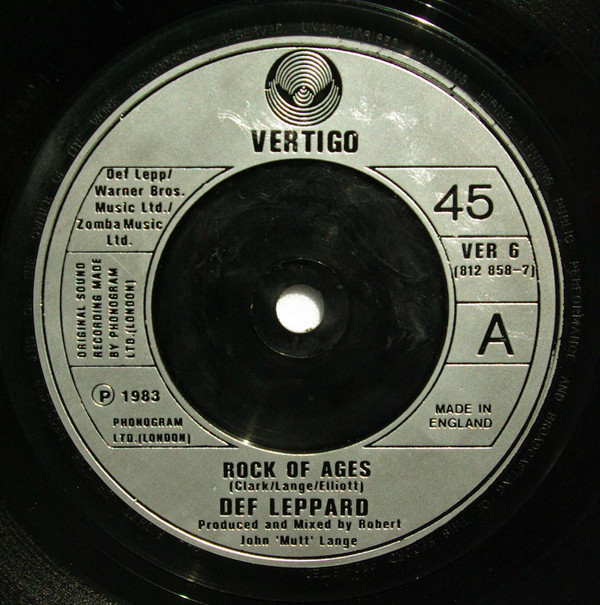 VERTIGO
Def Lepp/
Warner Bros.
Music Ltd./
Zomba Music
Ltd.
ORIGINAL SOUND
RECORDING MADE
BY PHONOGRAM
LTD.(LONDON)
P 1983
PHONOGRAM
LTD.(LONDON)
45
VER 6
(812 858-7)
A
MADE IN
ENGLAND
ROCK OF AGES
(Clark/Lange/Elliott)
DEF LEPPARD
Produced and Mixed by Robert
John 'Mutt' Lange